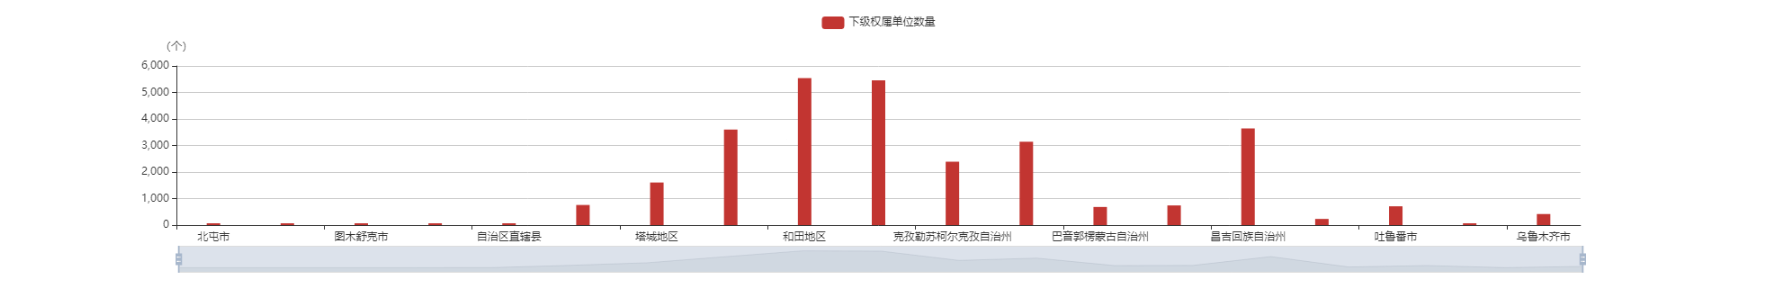 下级权属单位数量
(个)
6,000
5,000
4,000
3,000
2,000
1,000
0
北屯市
图木舒克市
自治区直辖县
塔城地区
和田地区
克孜勒苏柯尔克孜自治州
巴音郭楞蒙古自治州
昌吉回族自治州
吐鲁番市
乌鲁木齐市